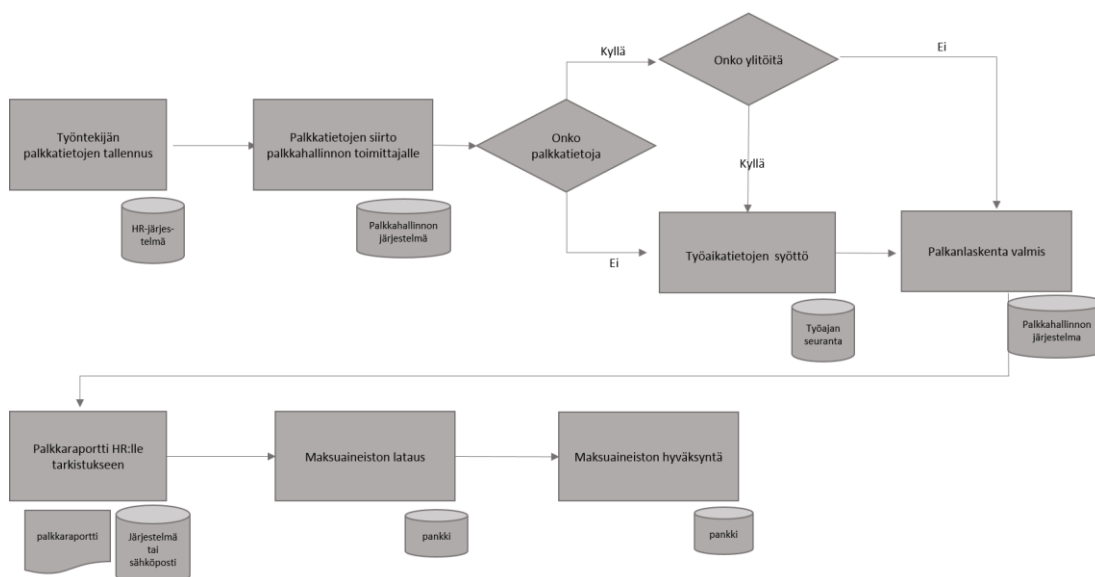 Kyllä
Onko ylitöitä
Ei
Työntekijän
palkkatietojen tallennus
Palkkatietojen siirto
palkkahallinnon toimittajalle
Onko
palkkatietoja
Kyllä
HR-järjes-
telmä
Palkkahallinnon
järjestelmä
Ei
Työaikatietojen syöttö
Palkanlaskenta valmis
Työajan
seuranta
Palkkahallinnon
järjestelma
Palkkaraportti HR:lle
tarkistukseen
Maksuaineiston lataus
Maksuaineiston hyväksyntä
palkkaraportti
Järjestelmä
tai
sähköposti
pankki
pankki